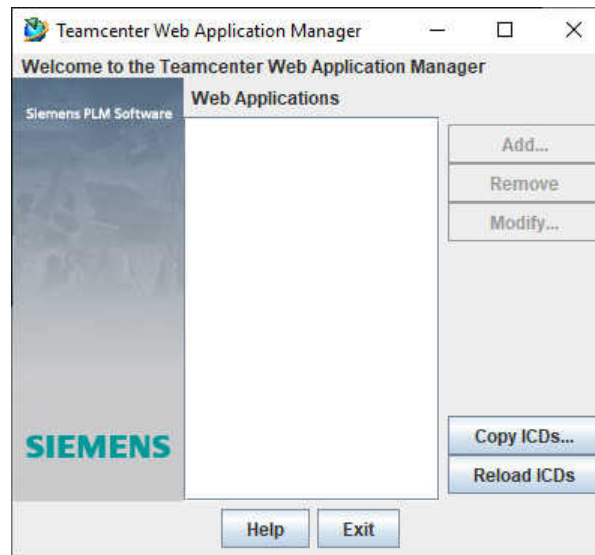 Teamcenter Web Application Manager
Welcome to the Teamcenter Web Application Manager
Siemens PLM Software
Web Applications
Add...
Remove
Modify...
SIEMENS
Copy ICDs...
Reload ICDs
Help
Exit